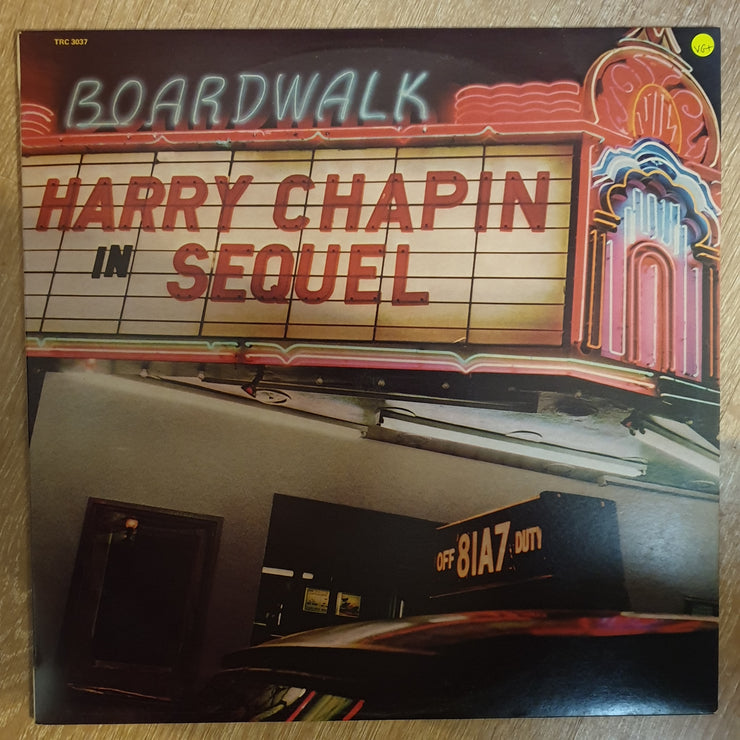 TRC 3037
VG+
BOARDWALK
HARRY CHAPIN
IN SEQUEL
OFF 81A7 DUTY